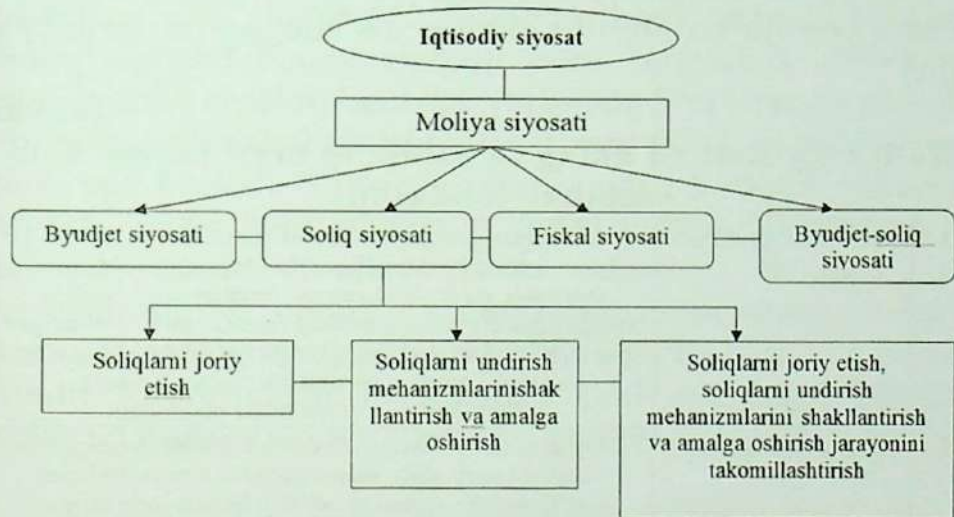 Iqtisodiy siyosat
Moliya siyosati
Byudjet siyosati
Soliq siyosati
Fiskal siyosati
Byudjet-soliq
siyosati
Soliqlarni joriy
etish
Soliqlarni undirish
mehanizmlarinishak
llantirish va amalga
oshirish
Soliqlarni joriy etish,
soliqlarni undirish
mehanizmlarini shakllantirish
va amalga oshirish jarayonini
takomillashtirish